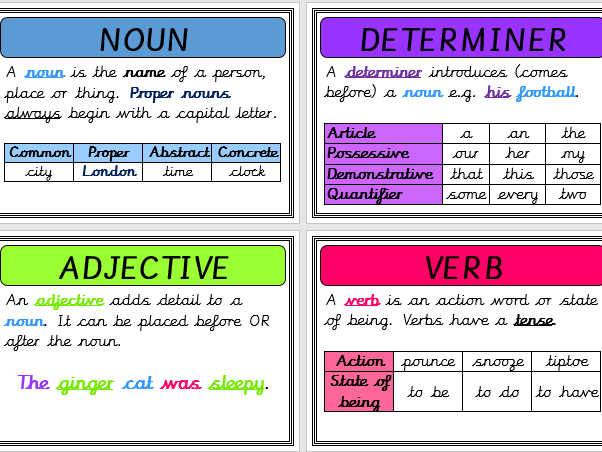 NOUN
A noun is the name of a person,
place or thing. Proper nouns
always begin with a capital letter.
Common Proper Abstract Concrete
city London time clock
DETERMINER
A determiner introduces (comes
before) a noun e.g. his football.
Article a an the
Possessive our her my
Demonstrative that this those
Quantifier some every two
ADJECTIVE
An adjective adds detail to a
noun. It can be placed before OR
after the noun.
The ginger cat was sleepy.
VERB
A verb is an action word or state
of being. Verbs have a tense.
Action pounce snooze tiptoe
State of
being to be to do to have